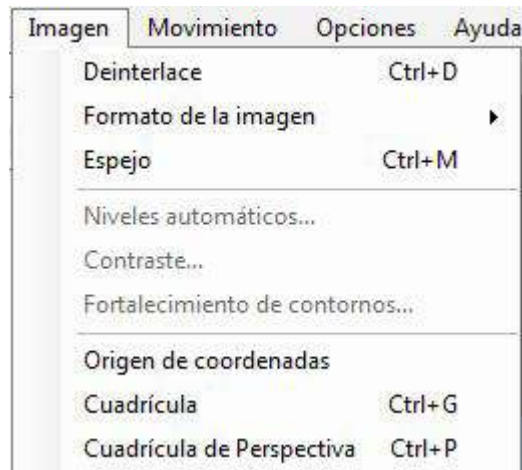 Imagen Movimiento Opciones Ayuda
Deinterlace Ctrl+D
Formato de la imagen
Espejo Ctrl+M
Niveles automáticos...
Contraste...
Fortalecimiento de contornos...
Origen de coordenadas
Cuadrícula Ctrl+G
Cuadrícula de Perspectiva Ctrl+P